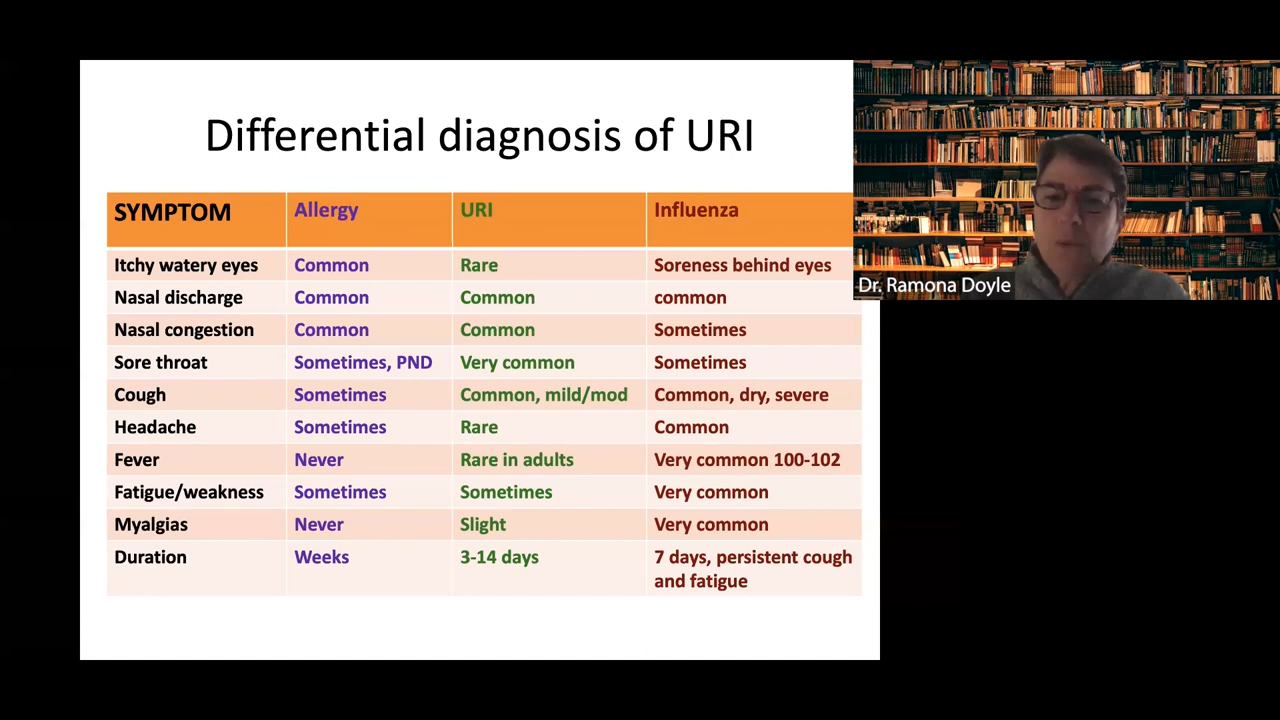 Differential diagnosis of URI
SYMPTOM Allergy URI Influenza
Itchy watery eyes Common Rare Soreness behind eyes
Nasal discharge Common Common common
Nasal congestion Common Common Sometimes
Sore throat Sometimes, PND Very common Sometimes
Cough Sometimes Common, mild/mod Common, dry, severe
Headache Sometimes Rare Common
Fever Never Rare in adults Very common 100-102
Fatigue/weakness Sometimes Sometimes Very common
Myalgias Never Slight Very common
Duration Weeks 3-14 days 7 days, persistent cough
and fatigue
Dr. Ramona Doyle